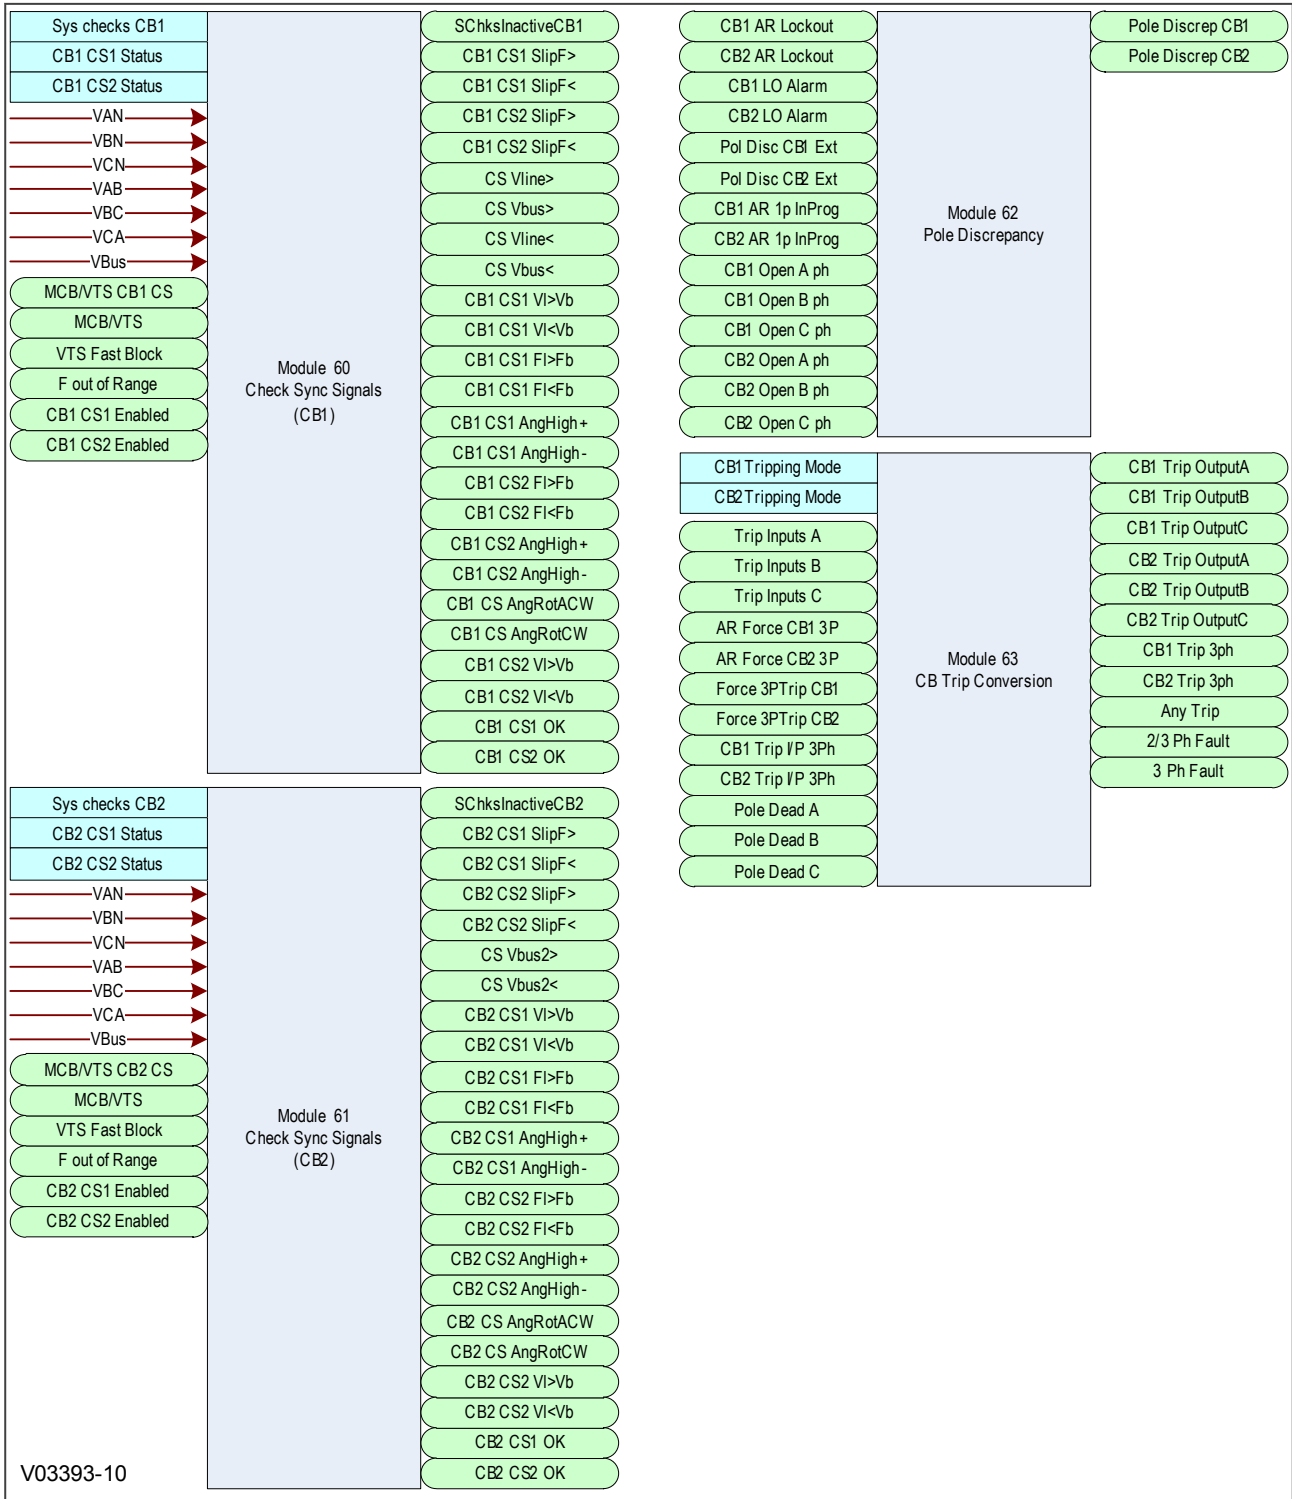 Sys checks CB1
CB1 CS1 Status
CB1 CS2 Status
VAN
VBN
VCN
VAB
VBC
VCA
VBus
MCB/VTS CB1 CS
MCB/VTS
VTS Fast Block
F out of Range
CB1 CS1 Enabled
CB1 CS2 Enabled
Module 60
Check Sync Signals
(CB1)
SChksInactiveCB1
CB1 CS1 SlipF>
CB1 CS1 SlipF<
CB1 CS2 SlipF>
CB1 CS2 SlipF<
CS Vline>
CS Vbus>
CS Vline<
CS Vbus<
CB1 CS1 Vl>Vb
CB1 CS1 Vl<Vb
CB1 CS1 Fl>Fb
CB1 CS1 Fl<Fb
CB1 CS1 AngHigh+
CB1 CS1 AngHigh-
CB1 CS2 Fl>Fb
CB1 CS2 Fl<Fb
CB1 CS2 AngHigh+
CB1 CS2 AngHigh-
CB1 CS AngRotACW
CB1 CS AngRotCW
CB1 CS2 Vl>Vb
CB1 CS2 Vl<Vb
CB1 CS1 OK
CB1 CS2 OK
Sys checks CB2
CB2 CS1 Status
CB2 CS2 Status
VAN
VBN
VCN
VAB
VBC
VCA
VBus
MCB/VTS CB2 CS
MCB/VTS
VTS Fast Block
F out of Range
CB2 CS1 Enabled
CB2 CS2 Enabled
Module 61
Check Sync Signals
(CB2)
SChksInactiveCB2
CB2 CS1 SlipF>
CB2 CS1 SlipF<
CB2 CS2 SlipF>
CB2 CS2 SlipF<
CS Vbus2>
CS Vbus2<
CB2 CS1 Vl>Vb
CB2 CS1 Vl<Vb
CB2 CS1 Fl>Fb
CB2 CS1 Fl<Fb
CB2 CS1 AngHigh+
CB2 CS1 AngHigh-
CB2 CS2 Fl>Fb
CB2 CS2 Fl<Fb
CB2 CS2 AngHigh+
CB2 CS2 AngHigh-
CB2 CS AngRotACW
CB2 CS AngRotCW
CB2 CS2 Vl>Vb
CB2 CS2 Vl<Vb
CB2 CS1 OK
CB2 CS2 OK
CB1 AR Lockout
CB2 AR Lockout
CB1 LO Alarm
CB2 LO Alarm
Pol Disc CB1 Ext
Pol Disc CB2 Ext
CB1 AR 1p InProg
CB2 AR 1p InProg
CB1 Open A ph
CB1 Open B ph
CB1 Open C ph
CB2 Open A ph
CB2 Open B ph
CB2 Open C ph
Module 62
Pole Discrepancy
Pole Discrep CB1
Pole Discrep CB2
CB1 Tripping Mode
CB2 Tripping Mode
Trip Inputs A
Trip Inputs B
Trip Inputs C
AR Force CB1 3P
AR Force CB2 3P
Force 3PTrip CB1
Force 3PTrip CB2
CB1 Trip I/P 3Ph
CB2 Trip I/P 3Ph
Pole Dead A
Pole Dead B
Pole Dead C
Module 63
CB Trip Conversion
CB1 Trip OutputA
CB1 Trip OutputB
CB1 Trip OutputC
CB2 Trip OutputA
CB2 Trip OutputB
CB2 Trip OutputC
CB1 Trip 3ph
CB2 Trip 3ph
Any Trip
2/3 Ph Fault
3 Ph Fault
V03393-10